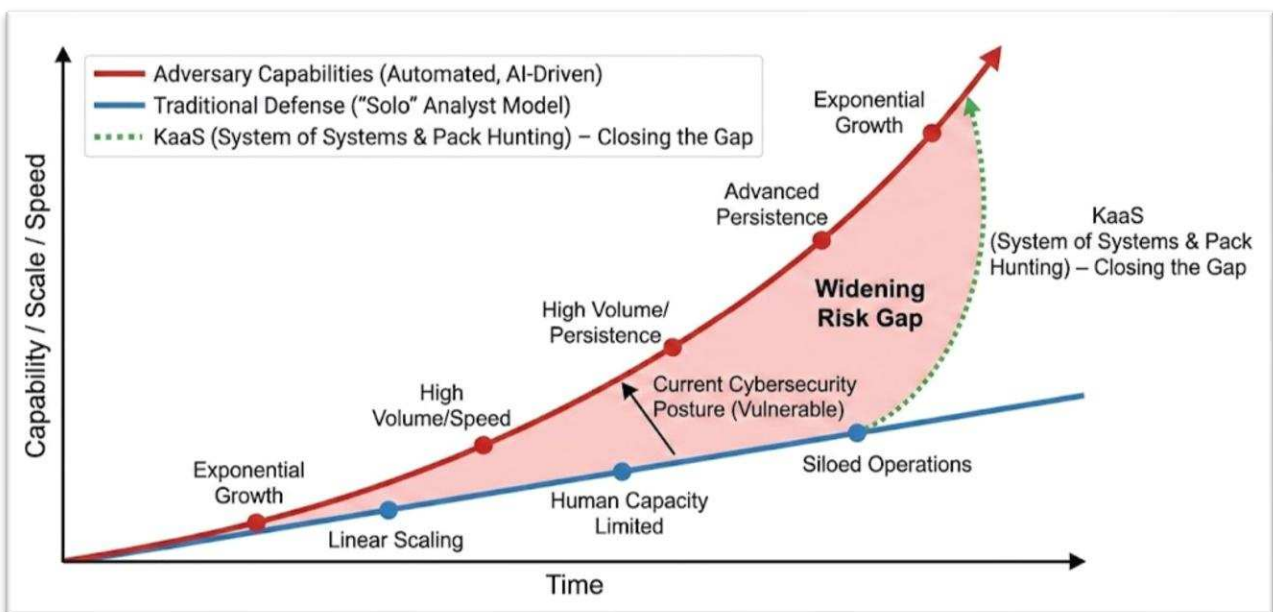 Adversary Capabilities (Automated, AI-Driven)
Traditional Defense ("Solo" Analyst Model)
KaaS (System of Systems & Pack Hunting) – Closing the Gap
Capability / Scale / Speed
Exponential
Growth
Advanced
Persistence
KaaS
(System of Systems & Pack
Hunting) – Closing the Gap
Widening
Risk Gap
High Volume/
Persistence
Current Cybersecurity
Posture (Vulnerable)
High
Volume/Speed
Exponential
Growth
Siloed Operations
Human Capacity
Limited
Linear Scaling
Time